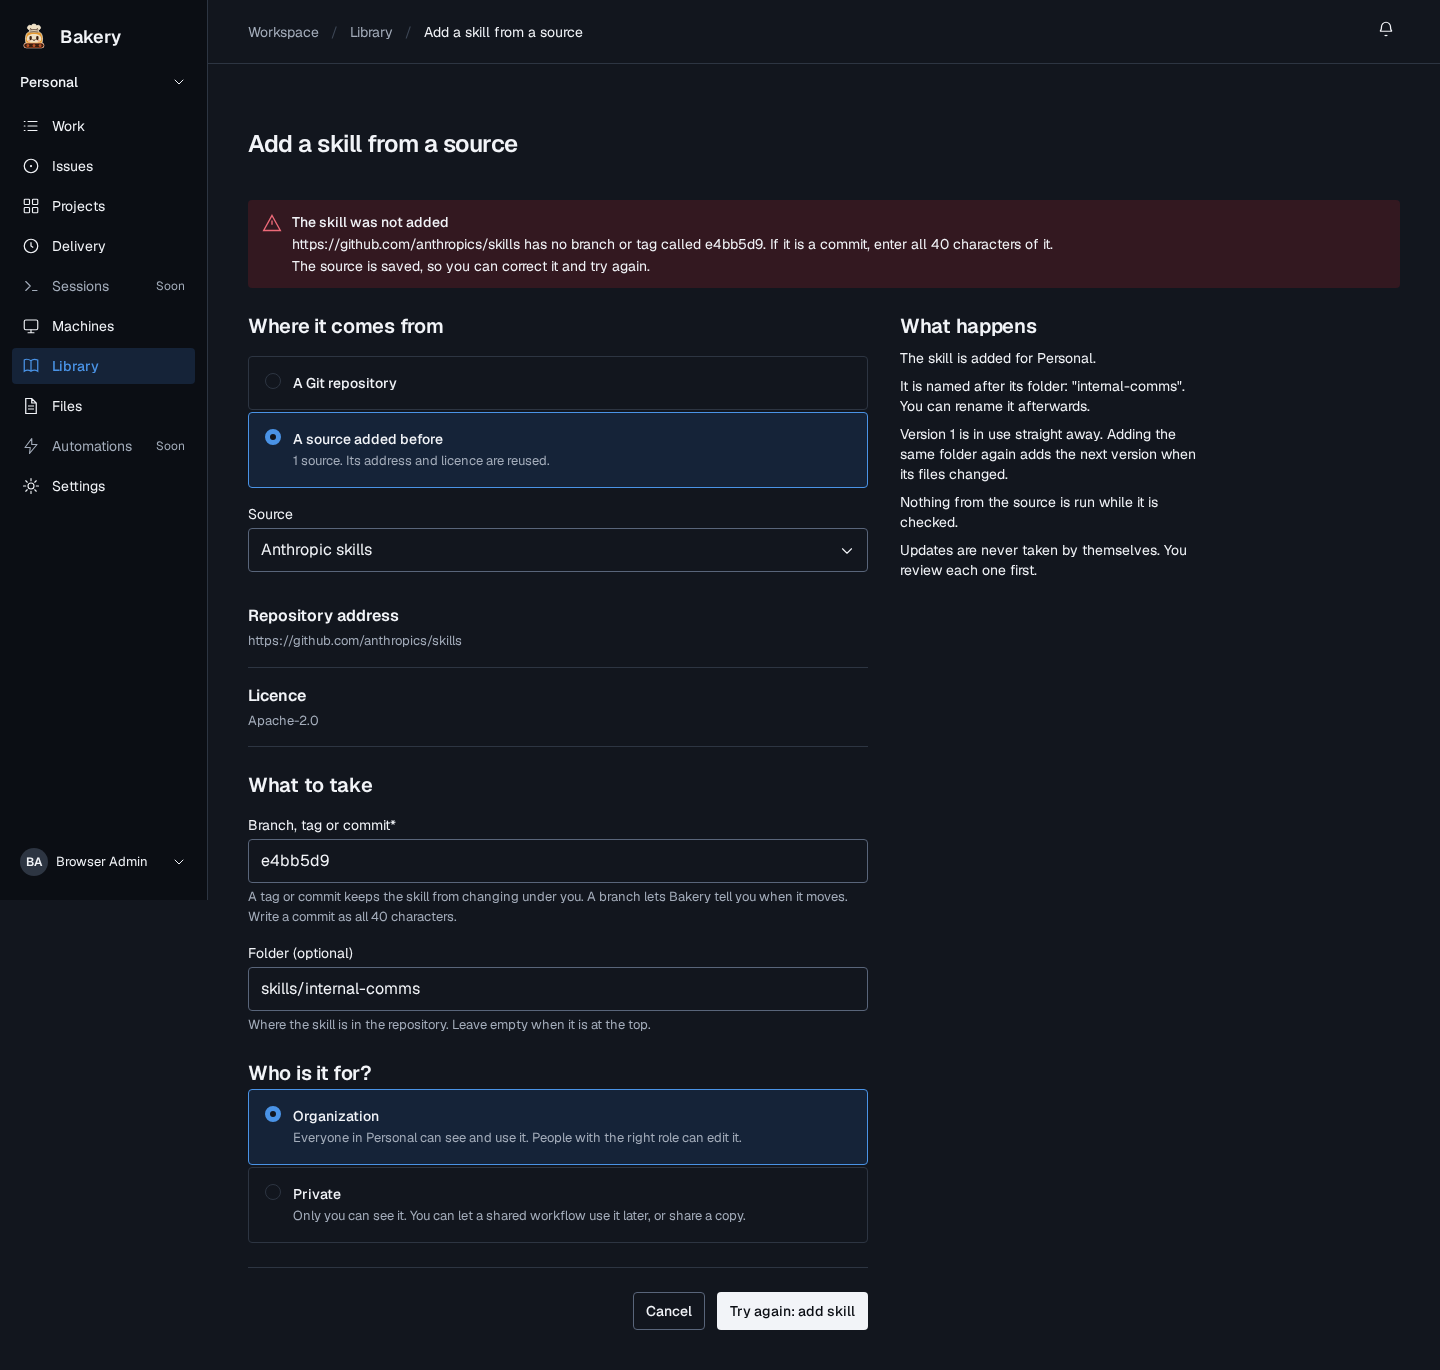 Bakery
Personal
Work
Issues
Projects
Delivery
Sessions Soon
Machines
Library
Files
Automations Soon
Settings
BA Browser Admin
Workspace / Library / Add a skill from a source
Add a skill from a source
The skill was not added
https://github.com/anthropics/skills has no branch or tag called e4bb5d9. If it is a commit, enter all 40 characters of it.
The source is saved, so you can correct it and try again.
Where it comes from
A Git repository
A source added before
1 source. Its address and licence are reused.
Source
Anthropic skills
Repository address
https://github.com/anthropics/skills
Licence
Apache-2.0
What to take
Branch, tag or commit*
e4bb5d9
A tag or commit keeps the skill from changing under you. A branch lets Bakery tell you when it moves.
Write a commit as all 40 characters.
Folder (optional)
skills/internal-comms
Where the skill is in the repository. Leave empty when it is at the top.
Who is it for?
Organization
Everyone in Personal can see and use it. People with the right role can edit it.
Private
Only you can see it. You can let a shared workflow use it later, or share a copy.
Cancel
Try again: add skill
What happens
The skill is added for Personal.
It is named after its folder: "internal-comms".
You can rename it afterwards.
Version 1 is in use straight away. Adding the
same folder again adds the next version when
its files changed.
Nothing from the source is run while it is
checked.
Updates are never taken by themselves. You
review each one first.